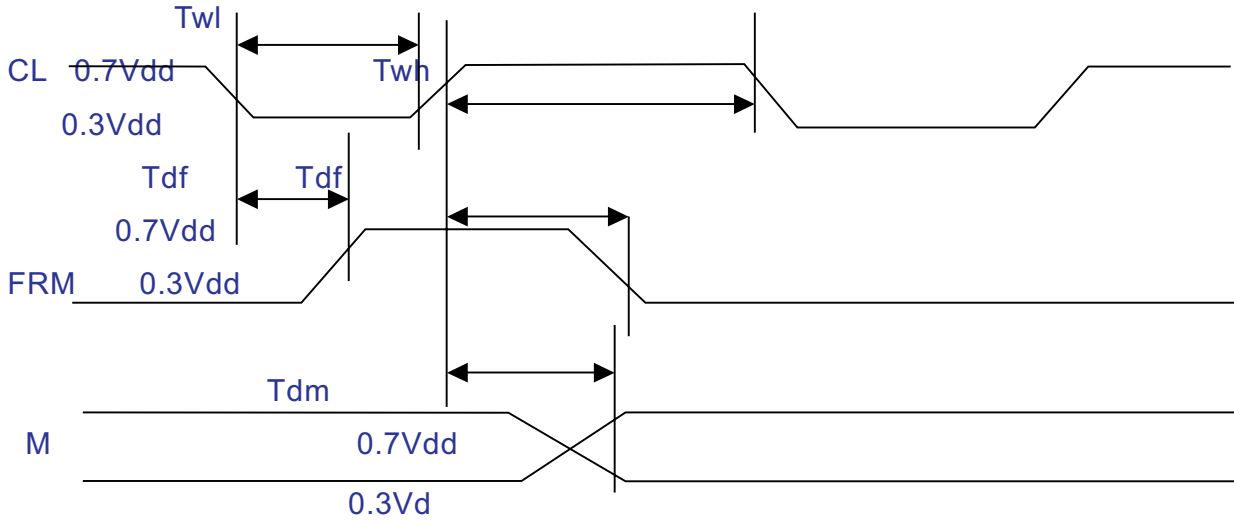 Twl
CL 0.7Vdd Twh
0.3Vdd
Tdf Tdf
0.7Vdd
FRM 0.3Vdd
Tdm
M 0.7Vdd
0.3Vd